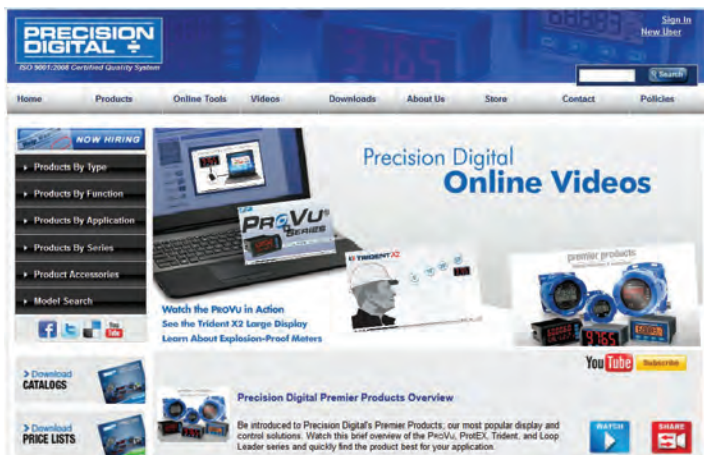 PRECISION
DIGITAL
ISO 9001:2008 Certified Quality System
Sign In
New User
Search
Home Products Online Tools Videos Downloads About Us Store Contact Policies
NOW HIRING
Products By Type
Products By Function
Products By Application
Products By Series
Product Accessories
Model Search
Precision Digital
Online Videos
PROVU®
SERIES
TRIDENT X2
premier products
3765
9765
Watch the PROVU in Action
See the Trident X2 Large Display
Learn About Explosion-Proof Meters
You Tube
YouTube Subscribe
> Download
CATALOGS
> Download
PRICE LISTS
Precision Digital Premier Products Overview
Be introduced to Precision Digital's Premier Products; our most popular display and
control solutions. Watch this brief overview of the PROVU, PROTEX, Trident, and Loop
Leader series and quickly find the product best for your application.
WATCH
SHARE